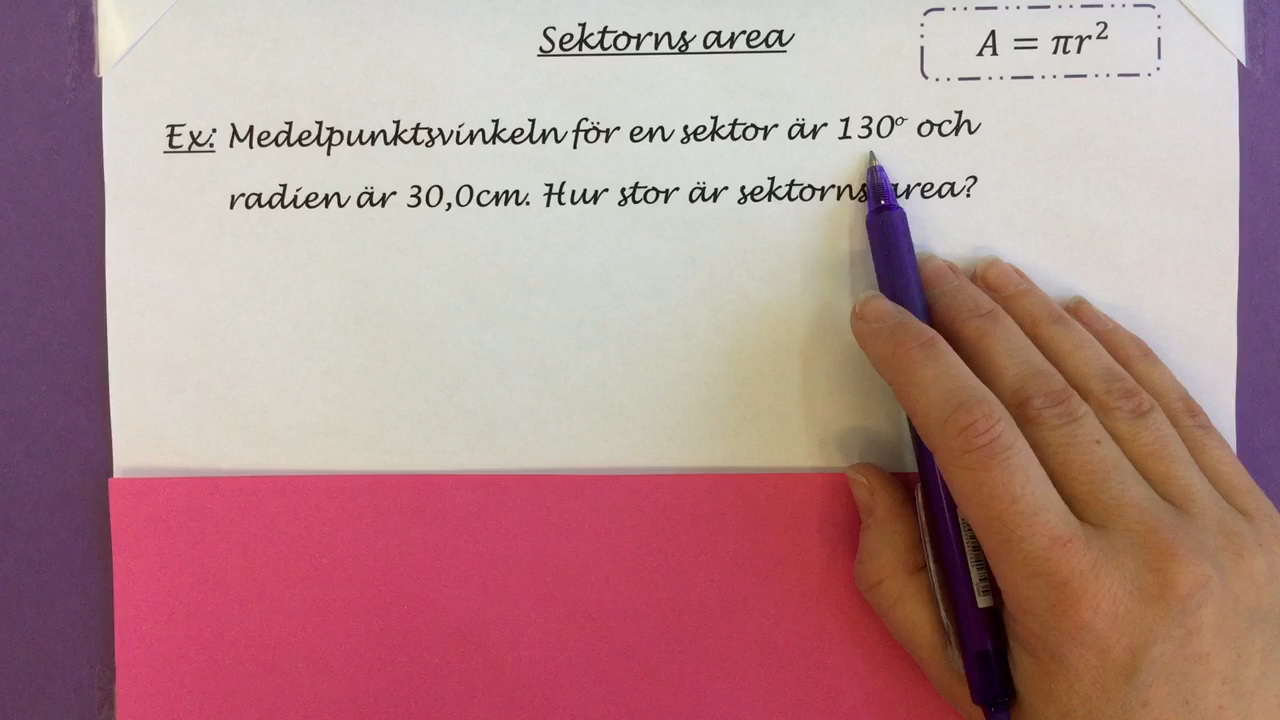 Sektorns area
A = πr²
Ex: Medelpunktsvinkeln för en sektor är 130° och
radien är 30,0cm. Hur stor är sektorns area?